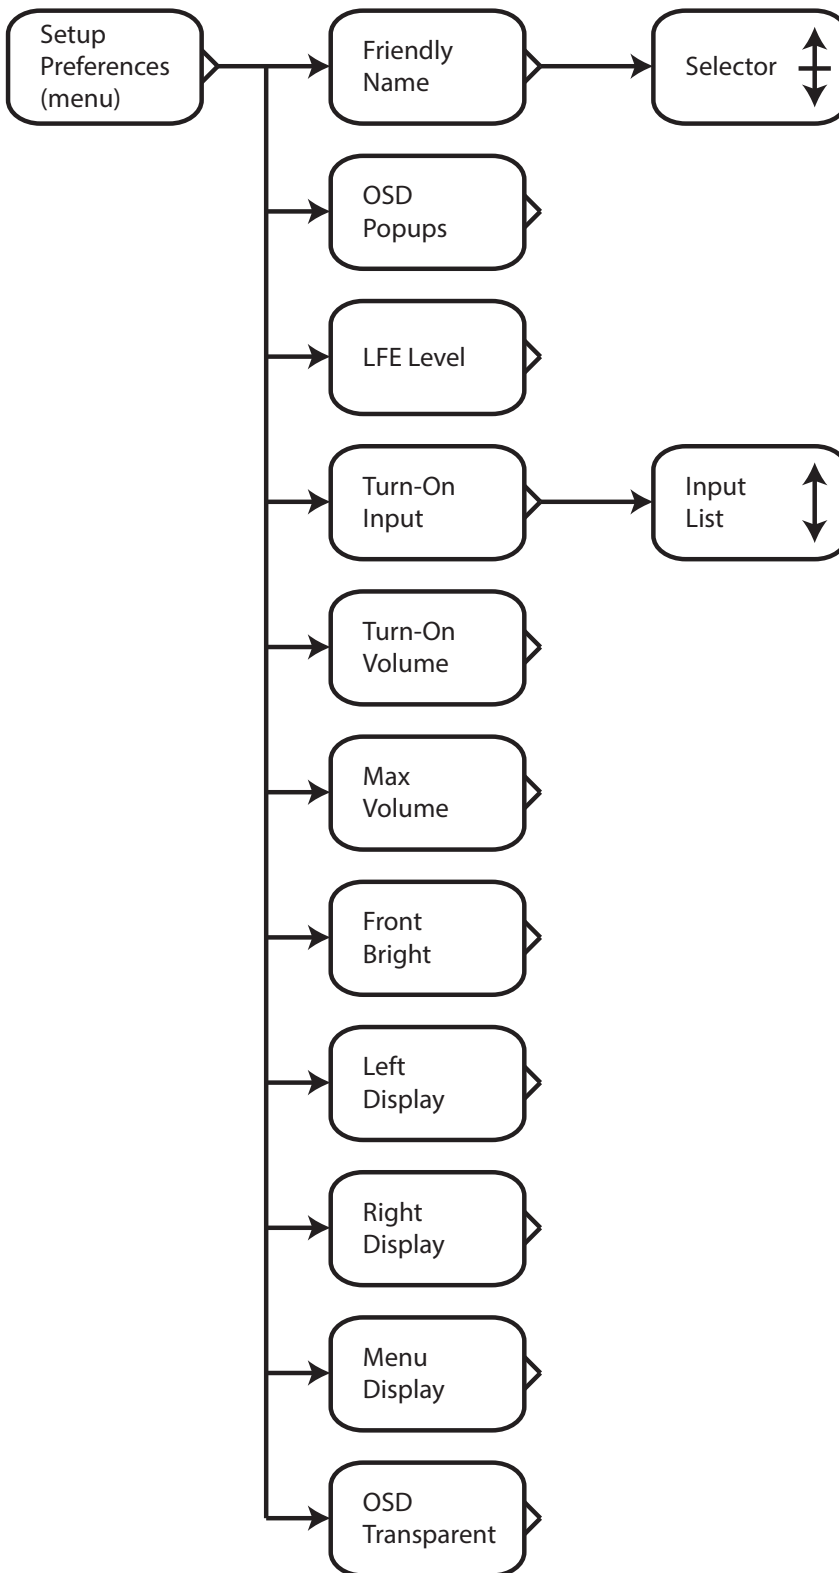 Setup
Preferences
(menu)
Friendly
Name
Selector
OSD
Popups
LFE Level
Turn-On
Input
Input
List
Turn-On
Volume
Max
Volume
Front
Bright
Left
Display
Right
Display
Menu
Display
OSD
Transparent